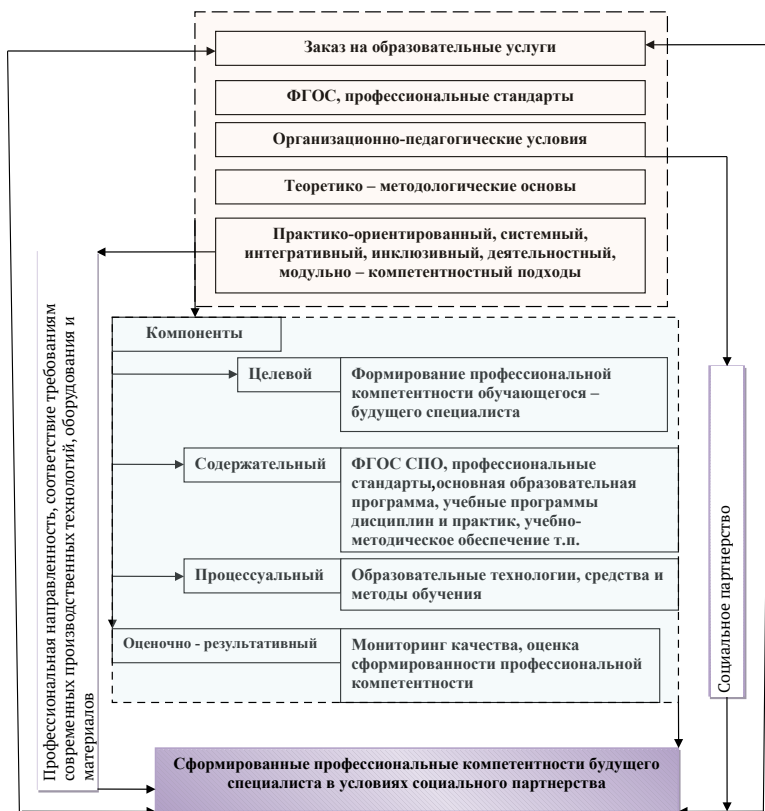 Заказ на образовательные услуги
ФГОС, профессиональные стандарты
Организационно-педагогические условия
Теоретико – методологические основы
Практико-ориентированный, системный,
интегративный, инклюзивный, деятельностный,
модульно – компетентностный подходы
Профессиональная направленность, соответствие требованиям
современных производственных технологий, оборудования и
материалов
Компоненты
Целевой
Формирование профессиональной
компетентности обучающегося –
будущего специалиста
Содержательный
ФГОС СПО, профессиональные
стандарты,основная образовательная
программа, учебные программы
дисциплин и практик, учебно-
методическое обеспечение т.п.
Процессуальный
Образовательные технологии, средства и
методы обучения
Оценочно - результативный
Мониторинг качества, оценка
сформированности профессиональной
компетентности
Социальное партнерство
Сформированные профессиональные компетентности будущего
специалиста в условиях социального партнерства